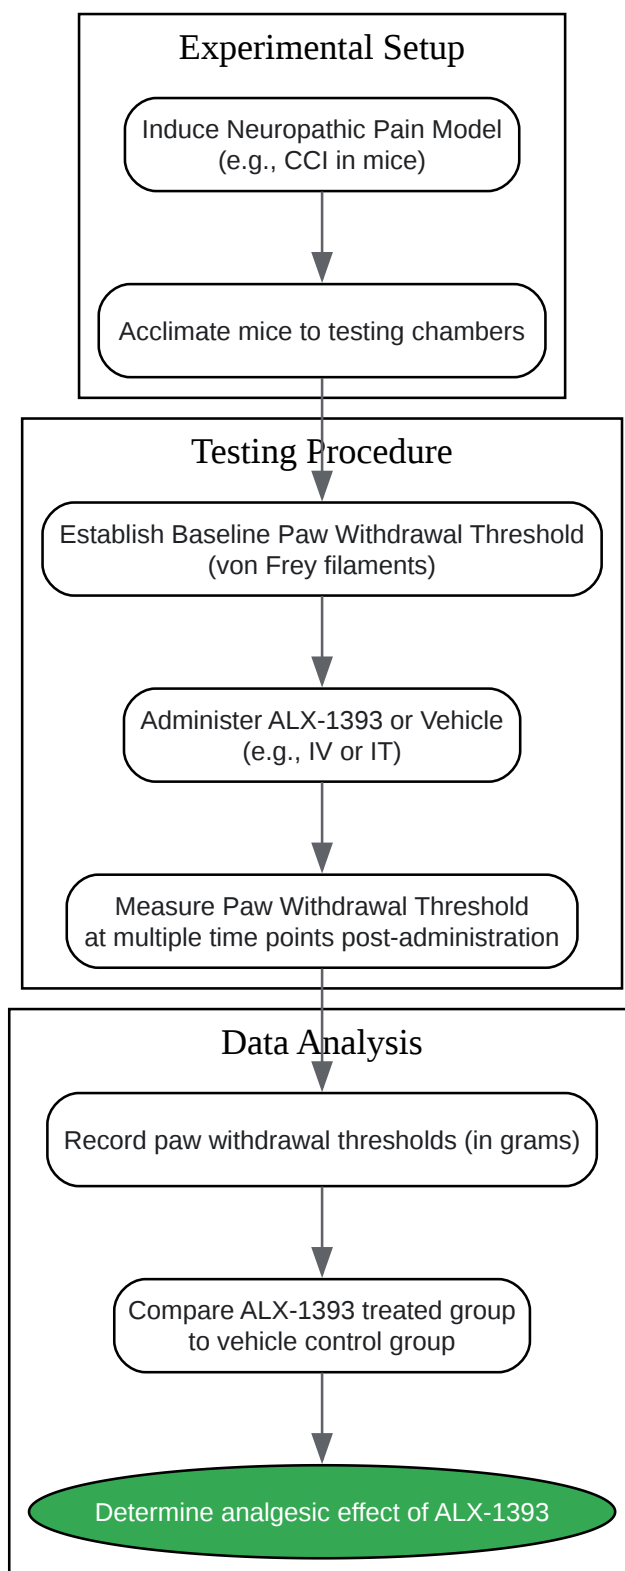 Experimental Setup
Induce Neuropathic Pain Model
(e.g., CCI in mice)
Acclimate mice to testing chambers
Testing Procedure
Establish Baseline Paw Withdrawal Threshold
(von Frey filaments)
Administer ALX-1393 or Vehicle
(e.g., IV or IT)
Measure Paw Withdrawal Threshold
at multiple time points post-administration
Data Analysis
Record paw withdrawal thresholds (in grams)
Compare ALX-1393 treated group
to vehicle control group
Determine analgesic effect of ALX-1393